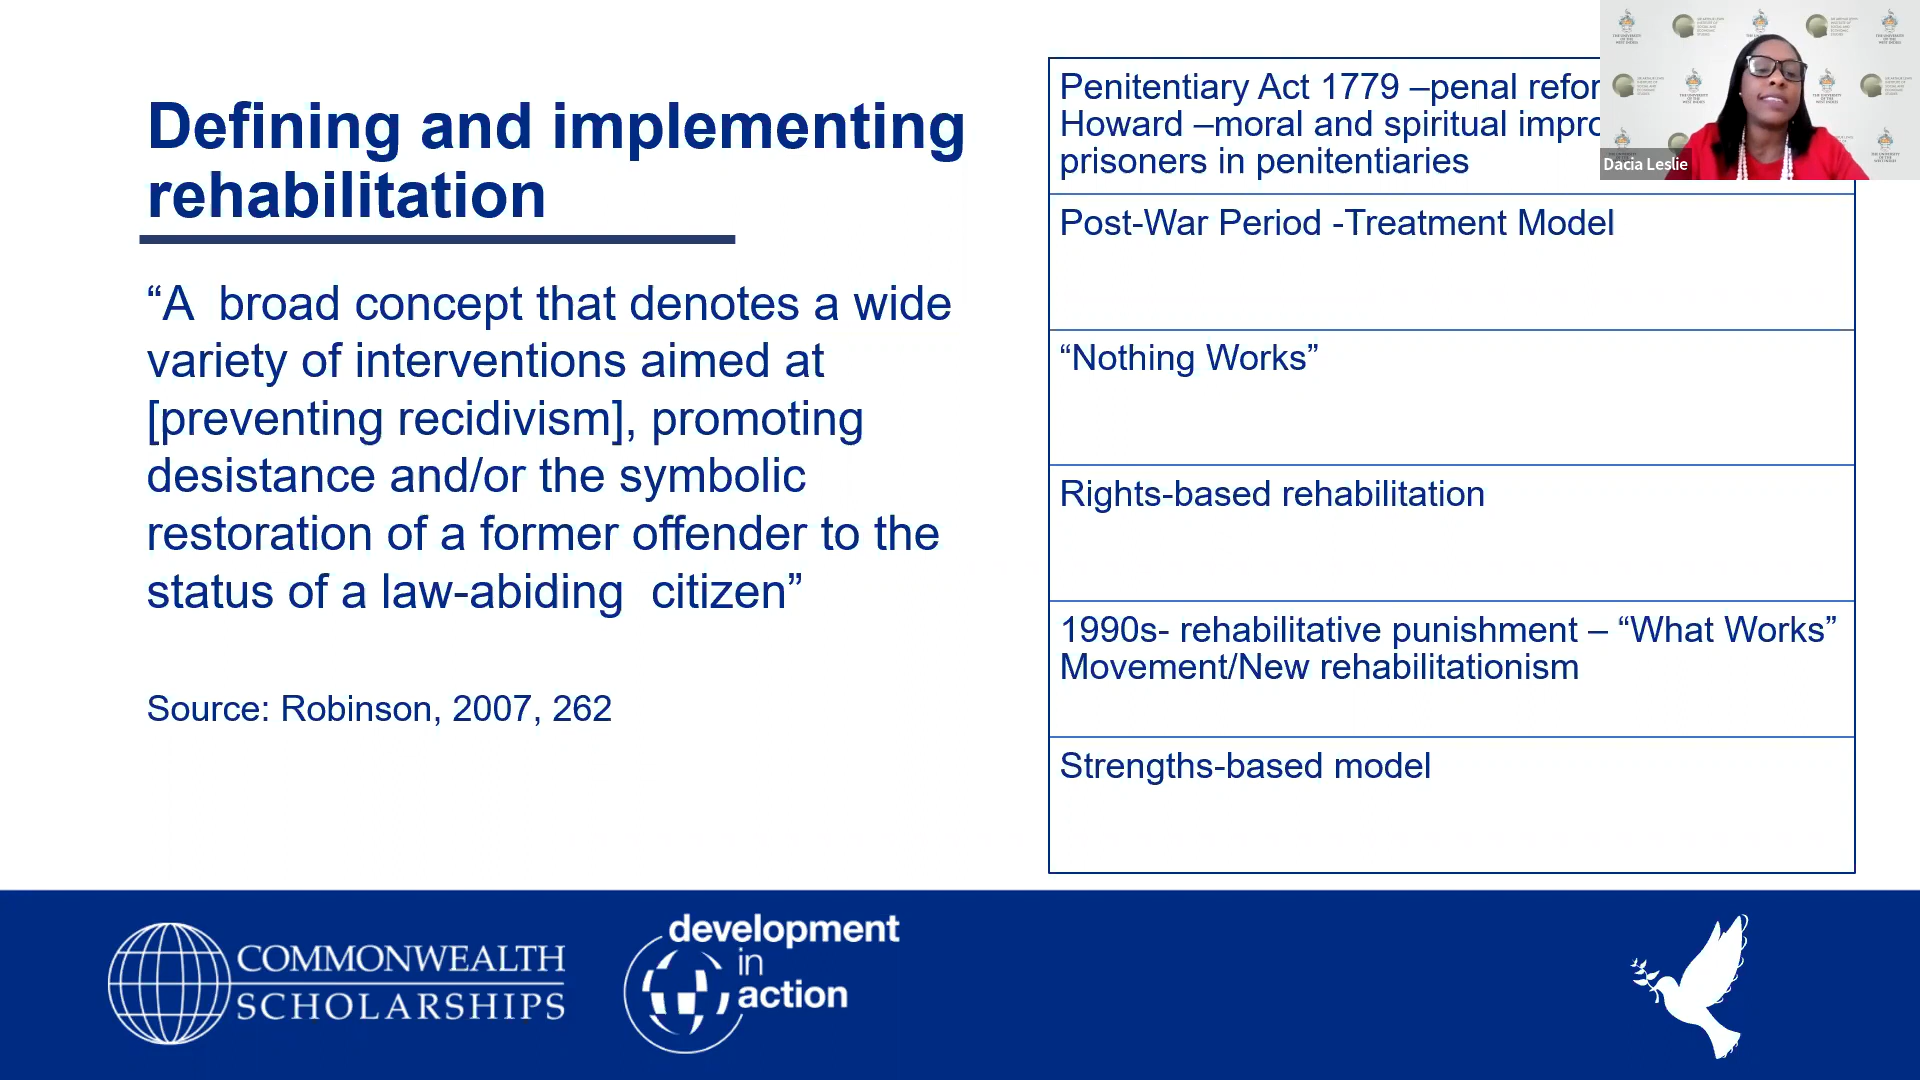 Defining and implementing
rehabilitation
“A broad concept that denotes a wide
variety of interventions aimed at
[preventing recidivism], promoting
desistance and/or the symbolic
restoration of a former offender to the
status of a law-abiding citizen”
Source: Robinson, 2007, 262
Penitentiary Act 1779 –penal
Howard –moral and spiritual
prisoners in penitentiaries
Post-War Period -Treatment Model
“Nothing Works”
Rights-based rehabilitation
1990s- rehabilitative punishment – “What Works”
Movement/New rehabilitationism
Strengths-based model
Dacia Leslie
COMMONWEALTH
SCHOLARSHIPS
development
in
action